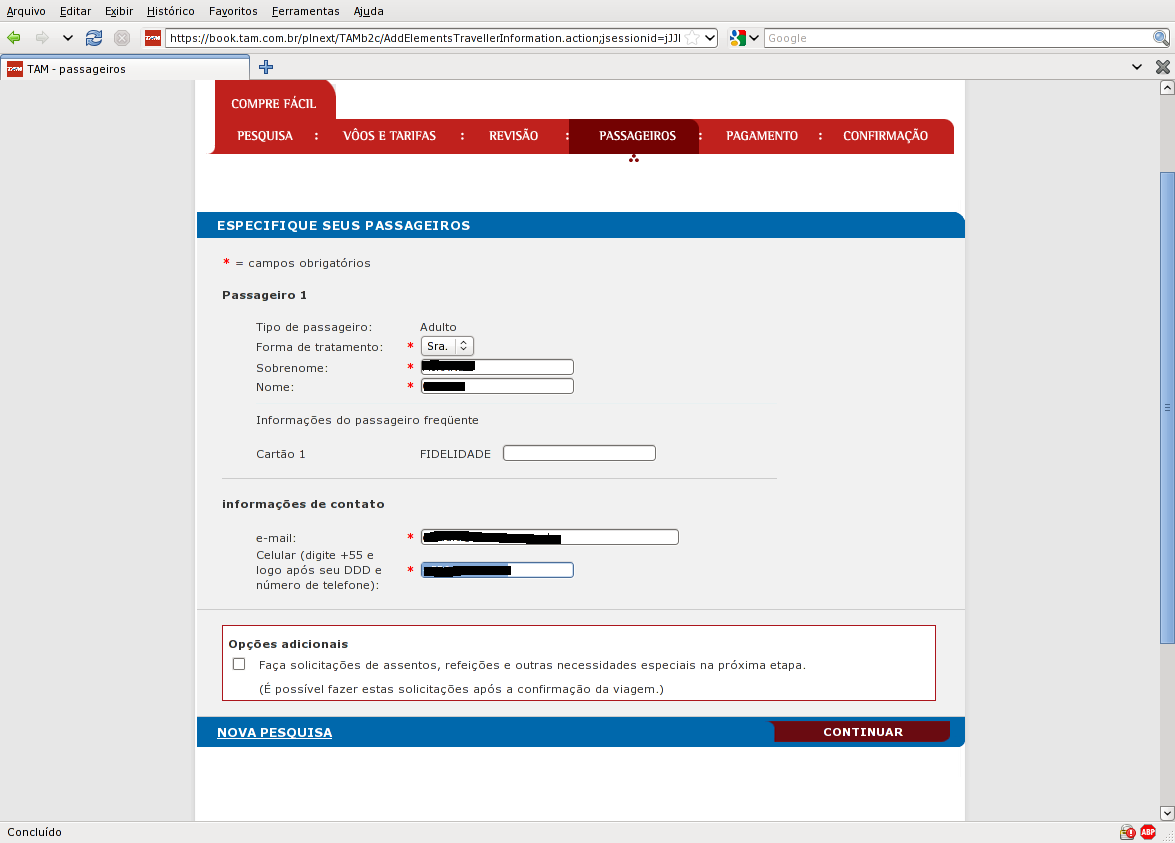 Arquivo Editar Exibir Histórico Favoritos Ferramentas Ajuda
https://book.tam.com.br/plnext/TAMb2c/AddElementsTravellerInformation.action;jsessionid=jJJl Google
TAM TAM - passageiros
COMPRE FÁCIL
PESQUISA : VÔOS E TARIFAS : REVISÃO : PASSAGEIROS : PAGAMENTO : CONFIRMAÇÃO
ESPECIFIQUE SEUS PASSAGEIROS
* = campos obrigatórios
Passageiro 1
Tipo de passageiro: Adulto
Forma de tratamento: * Sra.
Sobrenome: *
Nome: *
Informações do passageiro freqüente
Cartão 1 FIDELIDADE
informações de contato
e-mail: *
Celular (digite +55 e
logo após seu DDD e *
número de telefone):
Opções adicionais
Faça solicitações de assentos, refeições e outras necessidades especiais na próxima etapa.
(É possível fazer estas solicitações após a confirmação da viagem.)
NOVA PESQUISA CONTINUAR
Concluído ABP